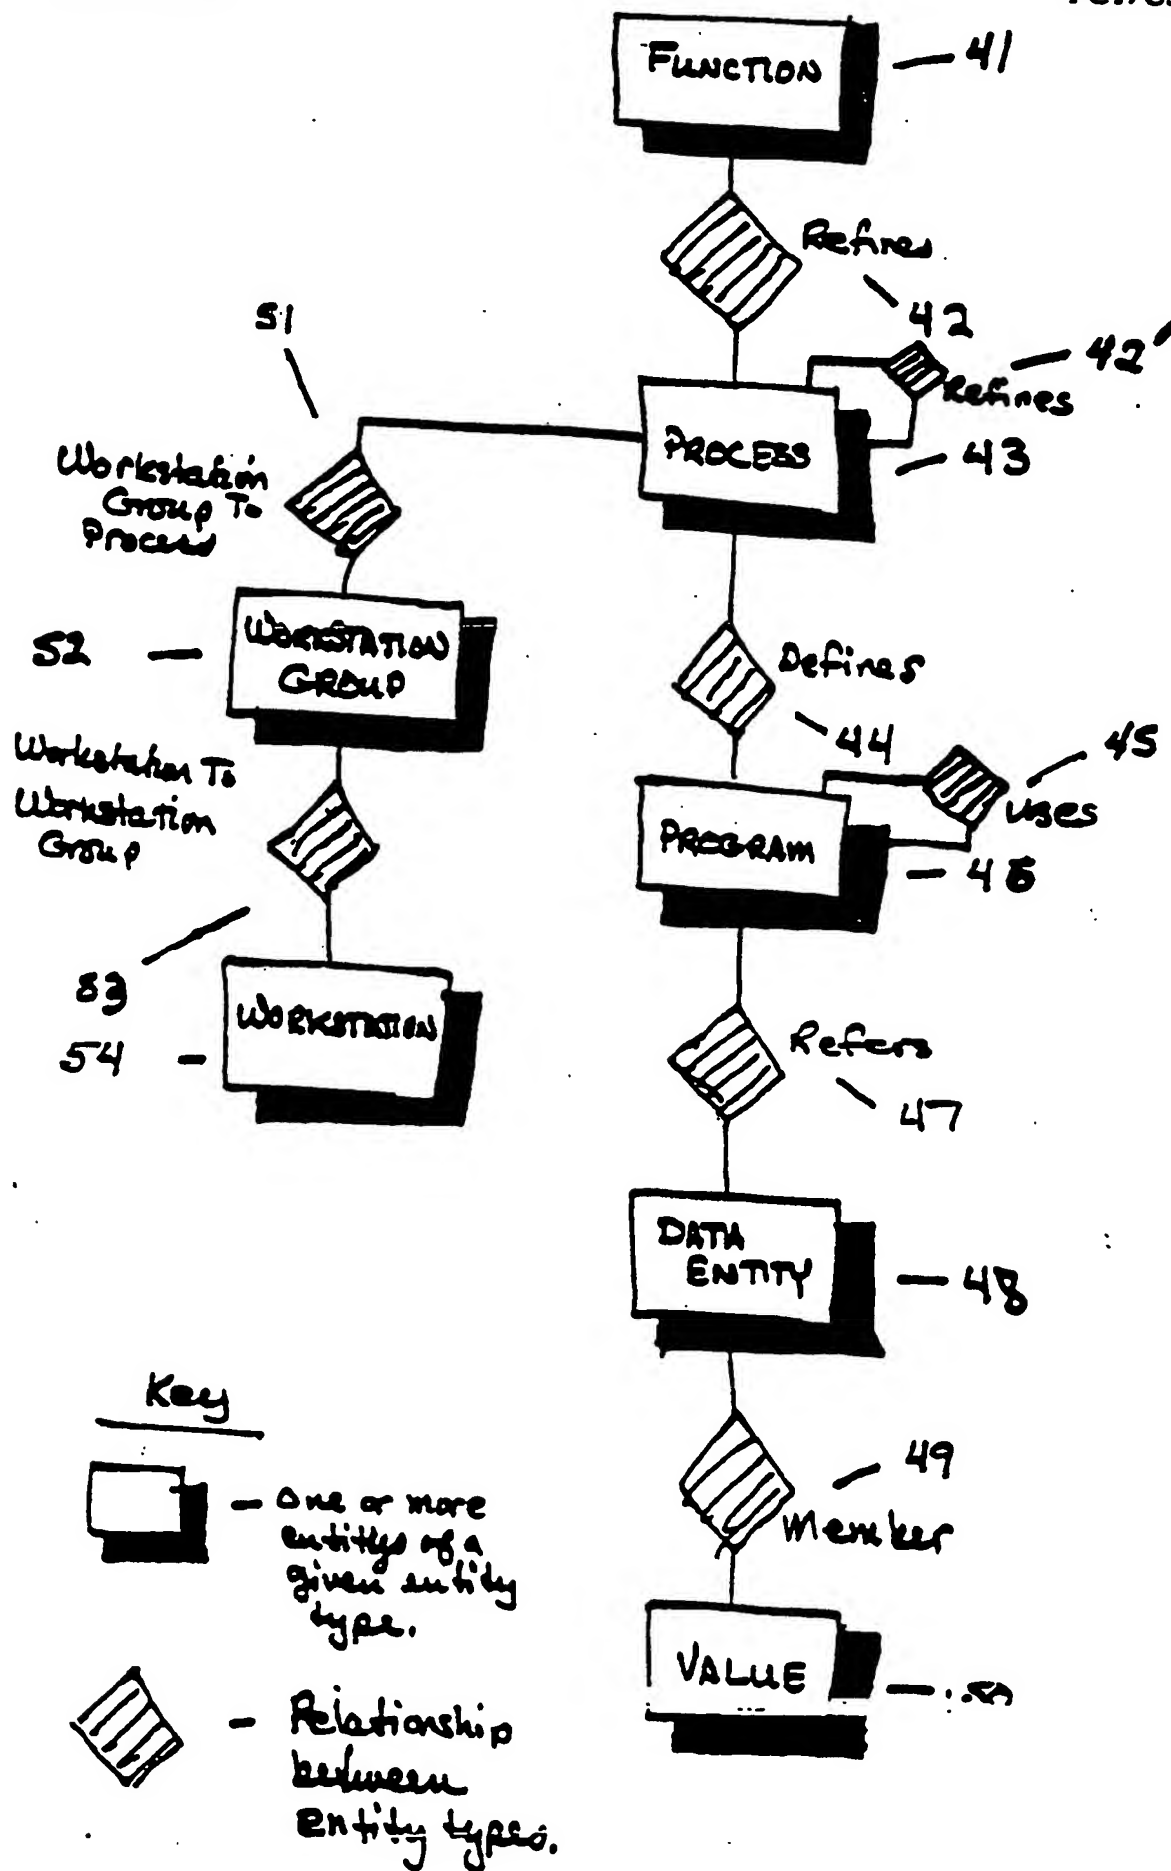 FUNCTION
41
Refines
42
42'
Refines
51
PROCESS
43
Workstation
Group To
Process
WORKSTATION
GROUP
52
Defines
44
45
Uses
Workstation To
Workstation
Group
PROGRAM
46
53
WORKSTATION
54
Refers
47
DATA
ENTITY
48
Key
49
Member
One or more
entitys of a
given entity
type.
VALUE
Relationship
between
entity types.